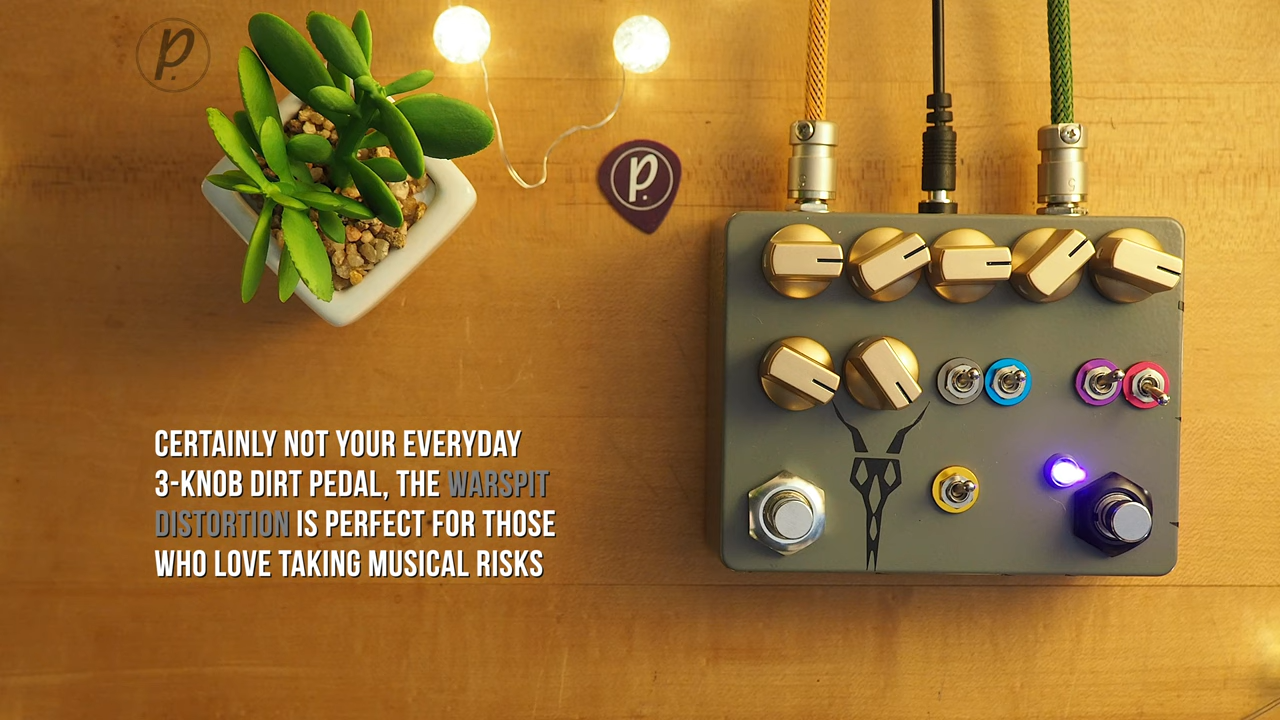 p.
p.
CERTAINLY NOT YOUR EVERYDAY
3-KNOB DIRT PEDAL, THE WARSPIT
DISTORTION IS PERFECT FOR THOSE
WHO LOVE TAKING MUSICAL RISKS
5